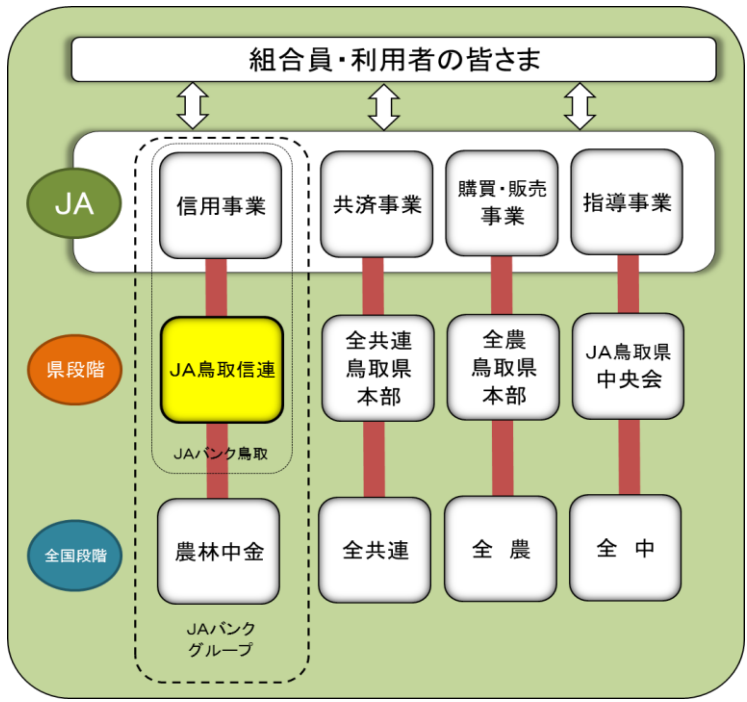 組合員・利用者の皆さま
JA
信用事業
共済事業
購買・販売
事業
指導事業
県段階
JA鳥取信連
全共連
鳥取県
本部
全農
鳥取県
本部
JA鳥取県
中央会
JAバンク鳥取
全国段階
農林中金
全共連
全 農
全 中
JAバンク
グループ